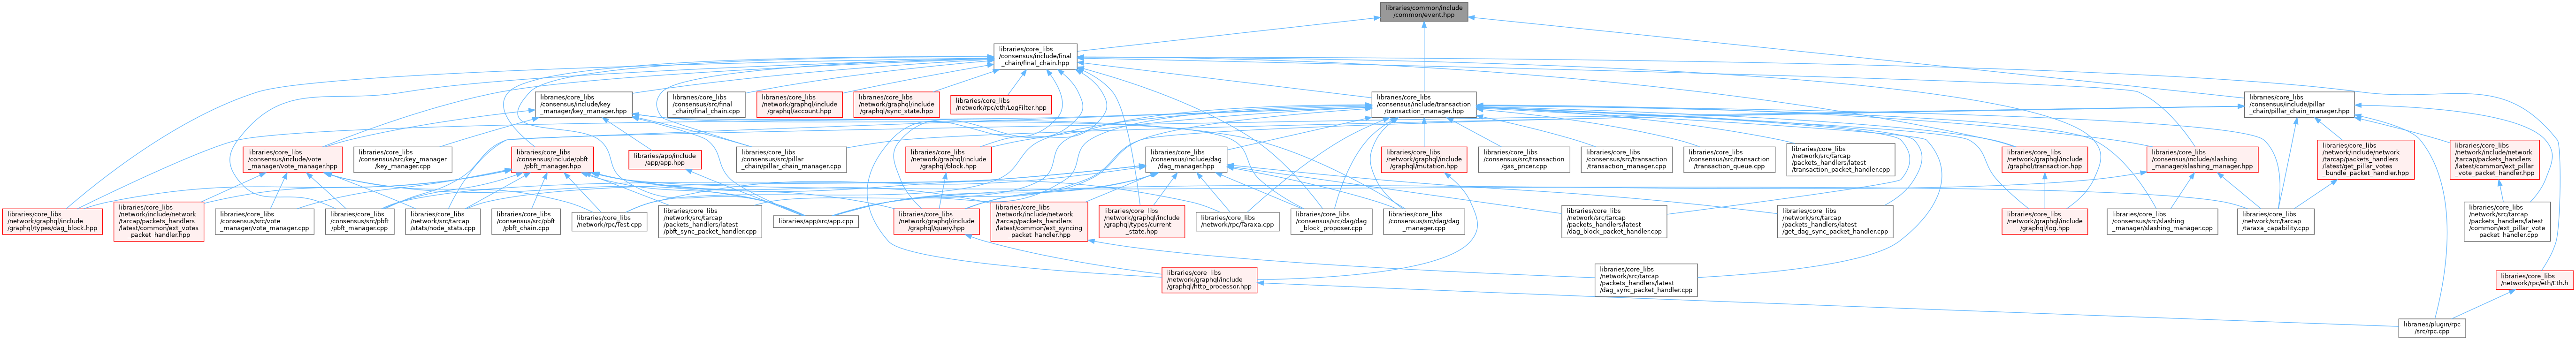 libraries/common/include
/common/event.hpp
libraries/core_libs
/consensus/include/final
_chain/final_chain.hpp
libraries/core_libs
/consensus/include/key
_manager/key_manager.hpp
libraries/core_libs
/consensus/src/final
_chain/final_chain.cpp
libraries/core_libs
/network/graphql/include
/graphql/account.hpp
libraries/core_libs
/network/graphql/include
/graphql/sync_state.hpp
libraries/core_libs
/network/rpc/eth/LogFilter.hpp
libraries/core_libs
/consensus/include/transaction
/transaction_manager.hpp
libraries/core_libs
/consensus/include/pillar
_chain/pillar_chain_manager.hpp
libraries/core_libs
/consensus/include/vote
_manager/vote_manager.hpp
libraries/core_libs
/consensus/src/key_manager
/key_manager.cpp
libraries/core_libs
/consensus/include/pbft
/pbft_manager.hpp
libraries/app/include
/app/app.hpp
libraries/core_libs
/consensus/src/pillar
_chain/pillar_chain_manager.cpp
libraries/core_libs
/network/graphql/include
/graphql/block.hpp
libraries/core_libs
/consensus/include/dag
/dag_manager.hpp
libraries/core_libs
/network/graphql/include
/graphql/mutation.hpp
libraries/core_libs
/consensus/src/transaction
/gas_pricer.cpp
libraries/core_libs
/consensus/src/transaction
/transaction_manager.cpp
libraries/core_libs
/consensus/src/transaction
/transaction_queue.cpp
libraries/core_libs
/network/src/tarcap
/packets_handlers/latest
/transaction_packet_handler.cpp
libraries/core_libs
/network/graphql/include
/graphql/transaction.hpp
libraries/core_libs
/consensus/include/slashing
_manager/slashing_manager.hpp
libraries/core_libs
/network/include/network
/tarcap/packets_handlers
/latest/get_pillar_votes
_bundle_packet_handler.hpp
libraries/core_libs
/network/include/network
/tarcap/packets_handlers
/latest/common/ext_pillar
_vote_packet_handler.hpp
libraries/core_libs
/network/graphql/include
/graphql/types/dag_block.hpp
libraries/core_libs
/network/include/network
/tarcap/packets_handlers
/latest/common/ext_votes
_packet_handler.hpp
libraries/core_libs
/consensus/src/vote
_manager/vote_manager.cpp
libraries/core_libs
/consensus/src/pbft
/pbft_manager.cpp
libraries/core_libs
/network/src/tarcap
/stats/node_stats.cpp
libraries/core_libs
/consensus/src/pbft
/pbft_chain.cpp
libraries/core_libs
/network/rpc/Test.cpp
libraries/core_libs
/network/src/tarcap
/packets_handlers/latest
/pbft_sync_packet_handler.cpp
libraries/app/src/app.cpp
libraries/core_libs
/network/graphql/include
/graphql/query.hpp
libraries/core_libs
/network/include/network
/tarcap/packets_handlers
/latest/common/ext_syncing
_packet_handler.hpp
libraries/core_libs
/network/graphql/include
/graphql/types/current
_state.hpp
libraries/core_libs
/network/rpc/Taraxa.cpp
libraries/core_libs
/consensus/src/dag/dag
_block_proposer.cpp
libraries/core_libs
/consensus/src/dag/dag
_manager.cpp
libraries/core_libs
/network/src/tarcap
/packets_handlers/latest
/dag_block_packet_handler.cpp
libraries/core_libs
/network/src/tarcap
/packets_handlers/latest
/get_dag_sync_packet_handler.cpp
libraries/core_libs
/network/graphql/include
/graphql/log.hpp
libraries/core_libs
/consensus/src/slashing
_manager/slashing_manager.cpp
libraries/core_libs
/network/src/tarcap
/taraxa_capability.cpp
libraries/core_libs
/network/src/tarcap
/packets_handlers/latest
/common/ext_pillar_vote
_packet_handler.cpp
libraries/core_libs
/network/graphql/include
/graphql/http_processor.hpp
libraries/core_libs
/network/src/tarcap
/packets_handlers/latest
/dag_sync_packet_handler.cpp
libraries/core_libs
/network/rpc/eth/Eth.h
libraries/plugin/rpc
/src/rpc.cpp